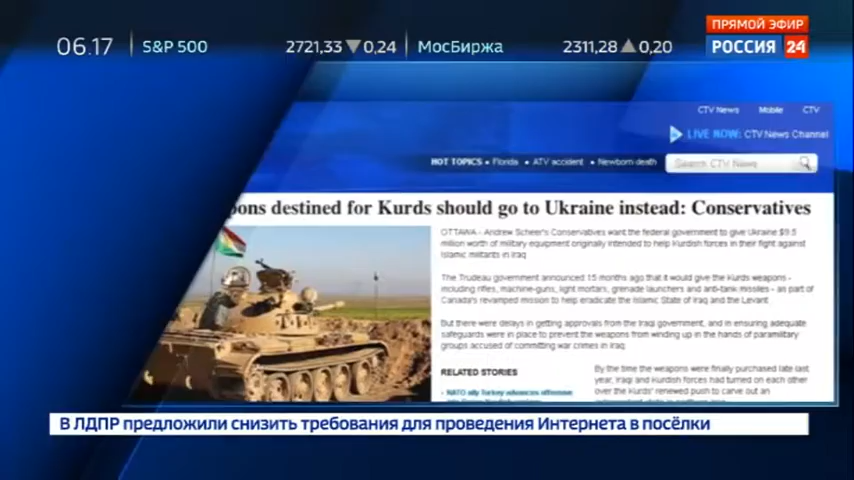 ПРЯМОЙ ЭФИР
06.17 S&P 500 2721,33 0,24 МосБиржа 2311,28 0,20 РОССИЯ 24
CTV News Mobile CTV
LIVE NOW: CTV News Channel
HOT TOPICS • Florida • ATV accident • Newborn death Search CTV News
pons destined for Kurds should go to Ukraine instead: Conservatives
OTTAWA - Andrew Scheer's Conservatives want the federal government to give Ukraine $9.5
million worth of military equipment originally intended to help Kurdish forces in their fight against
Islamic militants in Iraq
The Trudeau government announced 15 months ago that it would give the Kurds weapons -
including rifles, machine-guns, light mortars, grenade launchers and anti-tank missiles - as part of
Canada's revamped mission to help eradicate the Islamic State of Iraq and the Levant
But there were delays in getting approvals from the Iraqi government, and in ensuring adequate
safeguards were in place to prevent the weapons from winding up in the hands of paramilitary
groups accused of committing war crimes in Iraq
RELATED STORIES
NATO ally Turkey advances offensive
By the time the weapons were finally purchased late last
year, Iraqi and Kurdish forces had turned on each other
over the Kurds' renewed push to carve out an
В ЛДПР предложили снизить требования для проведения Интернета в посёлки